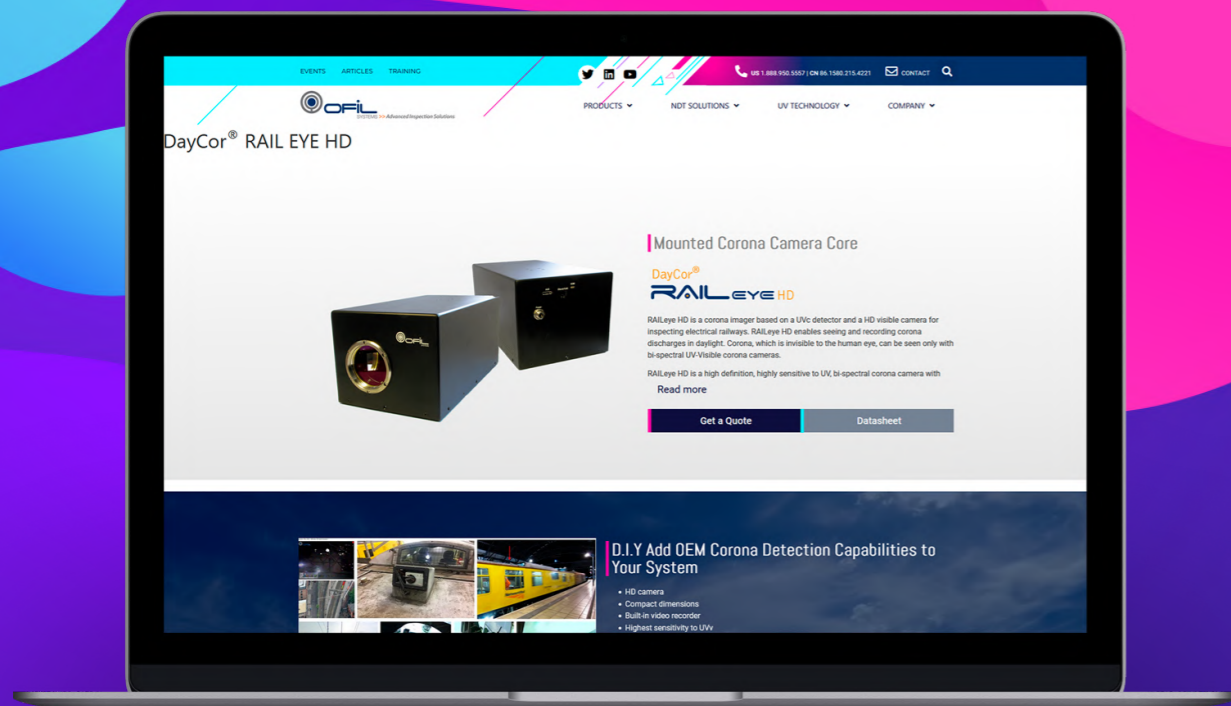 EVENTS ARTICLES TRAINING
US 1.888.950.5557 | CN 86.1580.215.4221 CONTACT
OFIL
SYSTEMS >> Advanced Inspection Solutions
PRODUCTS NDT SOLUTIONS UV TECHNOLOGY COMPANY
DayCor® RAIL EYE HD
OFIL
Mounted Corona Camera Core
DayCor®
RAIL EYE HD
RAILeye HD is a corona imager based on a UVc detector and a HD visible camera for
inspecting electrical railways. RAILeye HD enables seeing and recording corona
discharges in daylight. Corona, which is invisible to the human eye, can be seen only with
bi-spectral UV-Visible corona cameras.
RAILeye HD is a high definition, highly sensitive to UV, bi-spectral corona camera with
Read more
Get a Quote Datasheet
D.I.Y Add OEM Corona Detection Capabilities to
Your System
• HD camera
• Compact dimensions
• Built-in video recorder
• Highest sensitivity to UVv